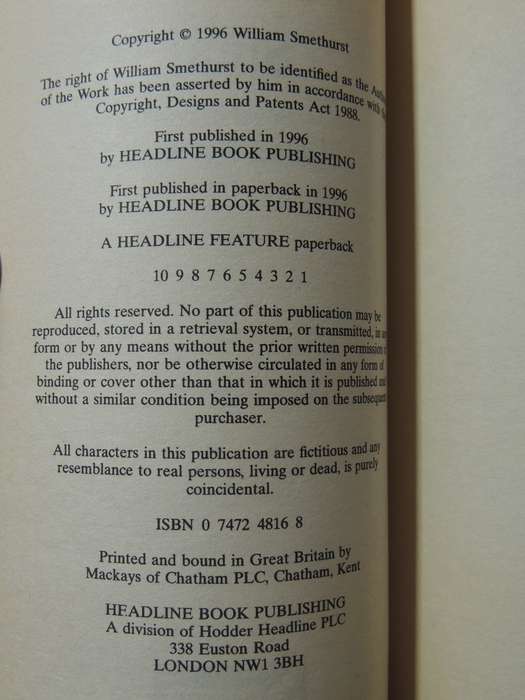 Copyright © 1996 William Smethurst
The right of William Smethurst to be identified as the
of the Work has been asserted by him in accordance with
Copyright, Designs and Patents Act 1988.
First published in 1996
by HEADLINE BOOK PUBLISHING
First published in paperback in 1996
by HEADLINE BOOK PUBLISHING
A HEADLINE FEATURE paperback
10 9 8 7 6 5 4 3 2 1
All rights reserved. No part of this publication may be
reproduced, stored in a retrieval system, or transmitted, in
form or by any means without the prior written permission
the publishers, nor be otherwise circulated in any form of
binding or cover other than that in which it is published
without a similar condition being imposed on the subsequent
purchaser.
All characters in this publication are fictitious and any
resemblance to real persons, living or dead, is purely
coincidental.
ISBN 0 7472 4816 8
Printed and bound in Great Britain by
Mackays of Chatham PLC, Chatham, Kent
HEADLINE BOOK PUBLISHING
A division of Hodder Headline PLC
338 Euston Road
LONDON NW1 3BH